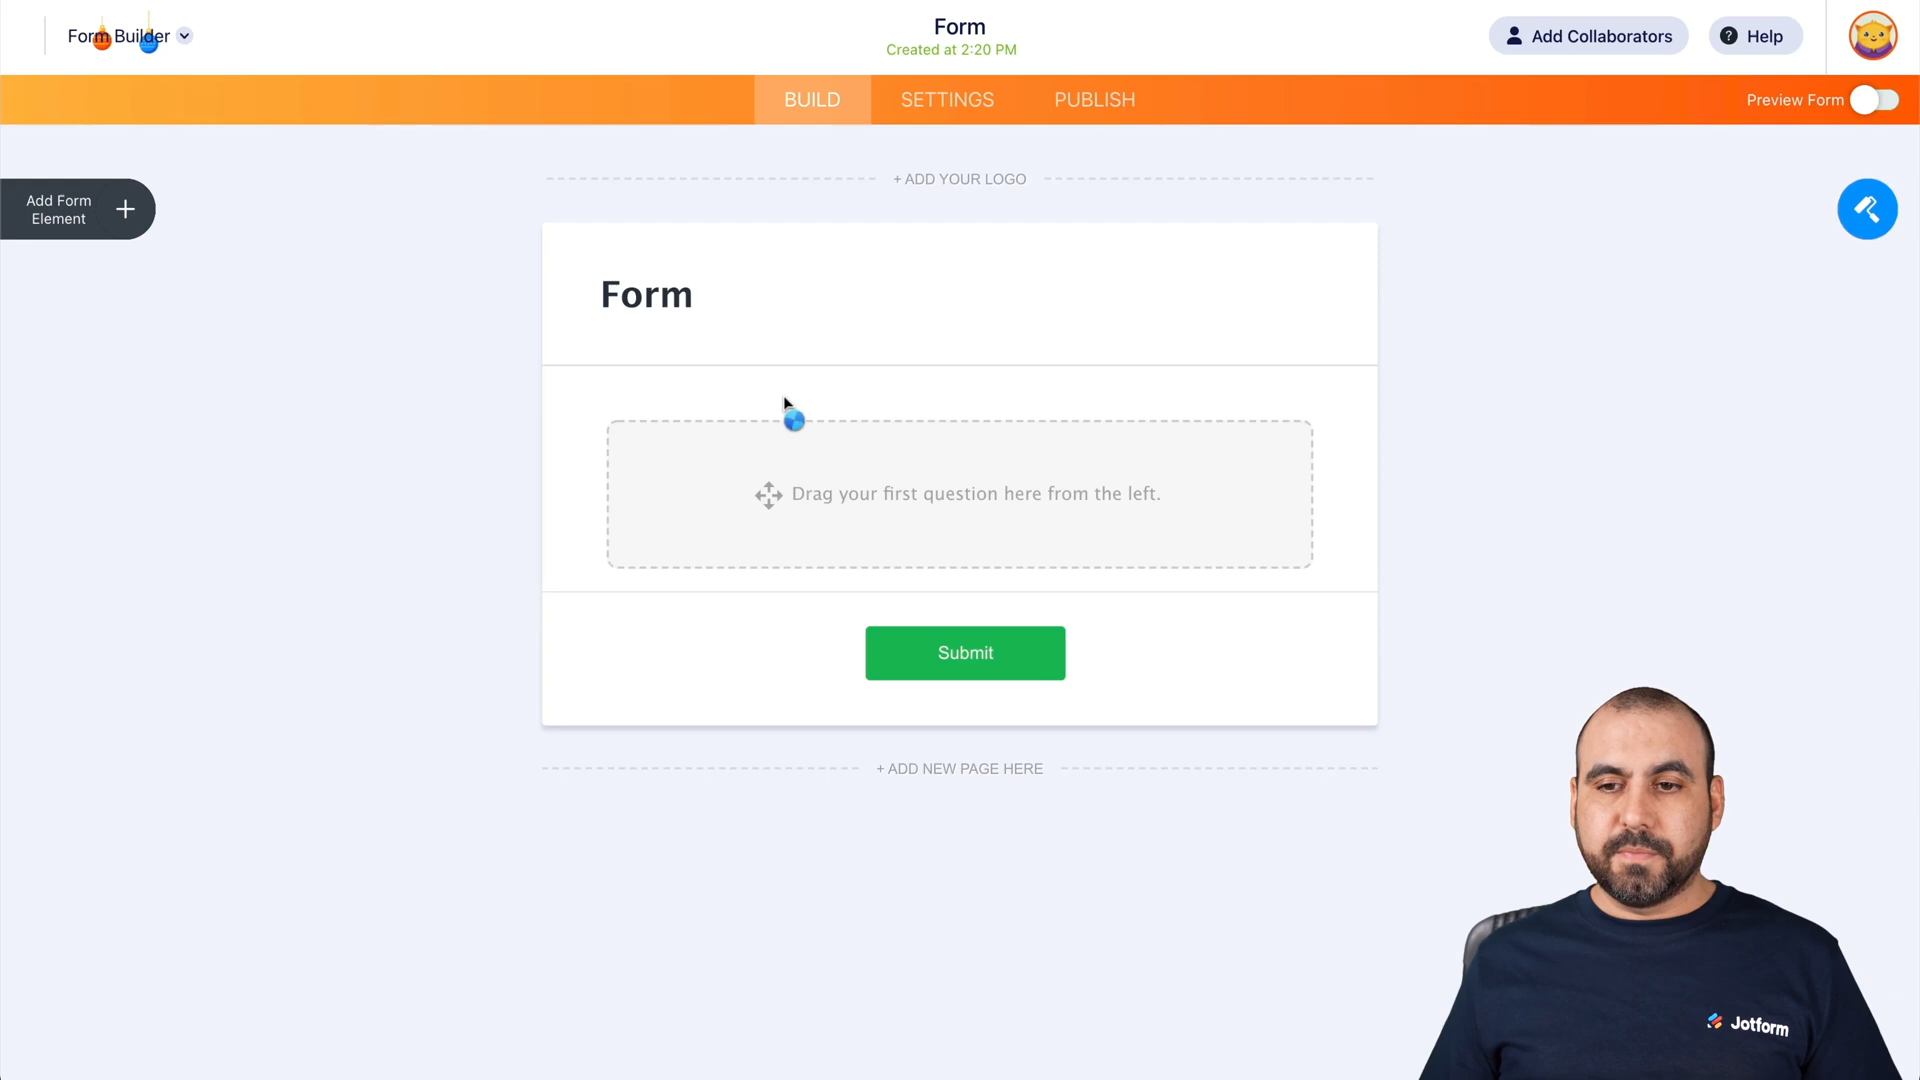 Form Builder
Form
Created at 2:20 PM
Add Collaborators
? Help
BUILD
SETTINGS
PUBLISH
Preview Form
Add Form
Element
+ ADD YOUR LOGO
Form
Drag your first question here from the left.
Submit
+ ADD NEW PAGE HERE
Jotform